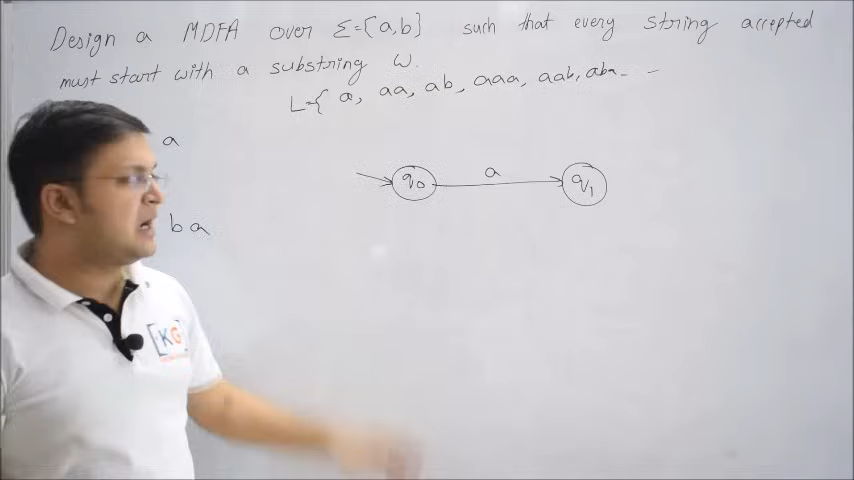 Design a MDFA over Σ={a,b} such that every string accepted
must start with a substring w.
L={ a, aa, ab, aaa, aab, aba- -
a
a
q0
q1
ba
KG